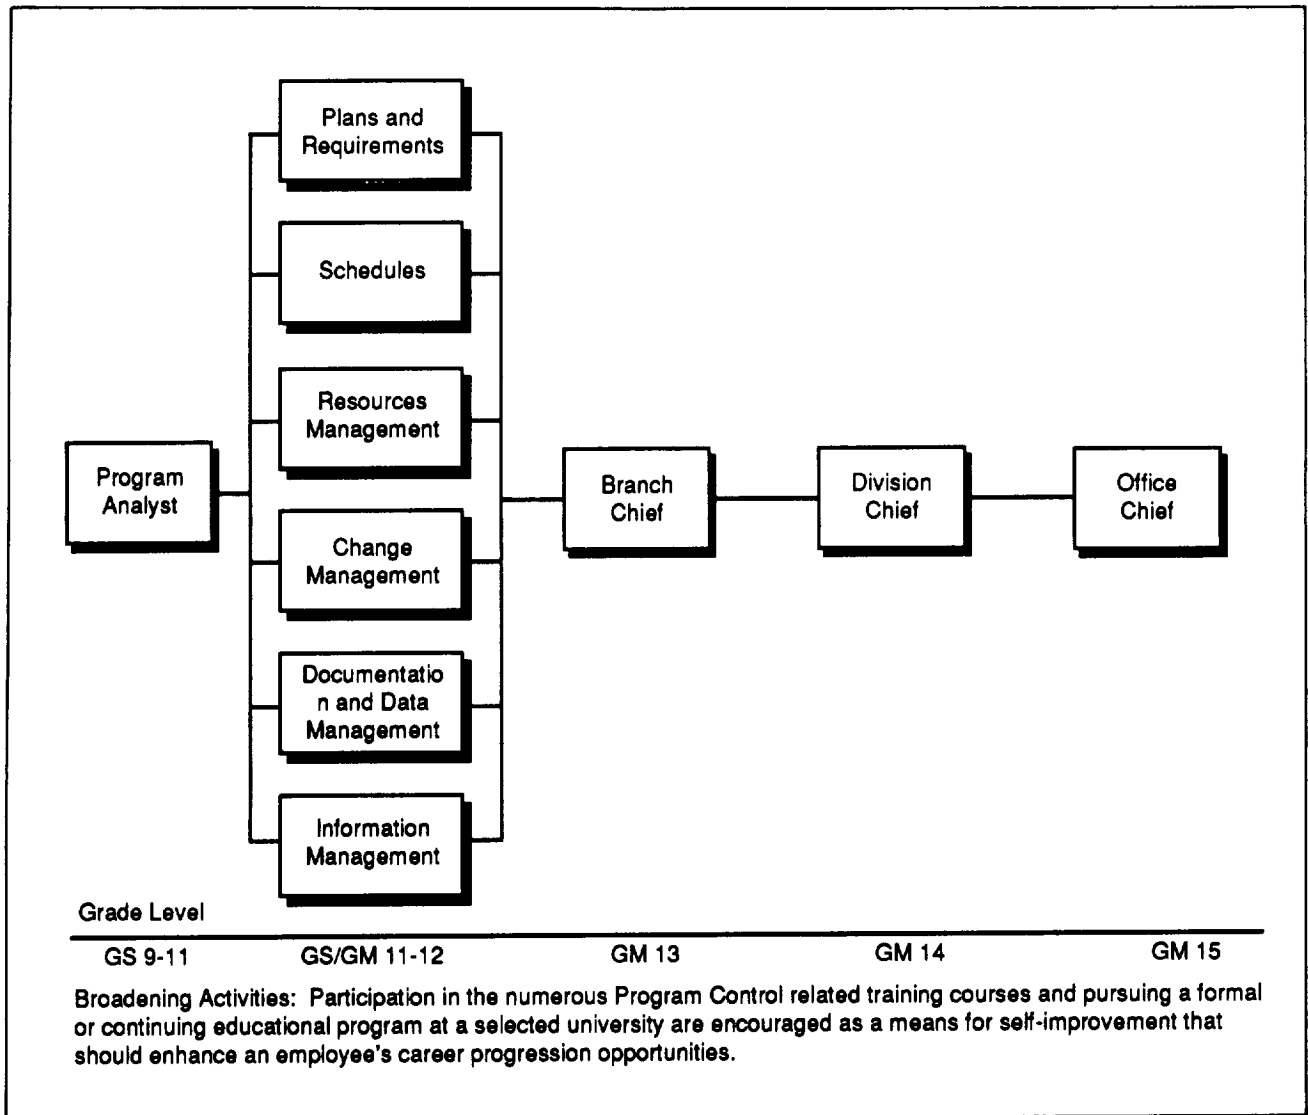 Plans and
Requirements
Schedules
Resources
Management
Program
Analyst
Change
Management
Documentatio
n and Data
Management
Information
Management
Branch
Chief
Division
Chief
Office
Chief
Grade Level
GS 9-11
GS/GM 11-12
GM 13
GM 14
GM 15
Broadening Activities: Participation in the numerous Program Control related training courses and pursuing a formal
or continuing educational program at a selected university are encouraged as a means for self-improvement that
should enhance an employee's career progression opportunities.